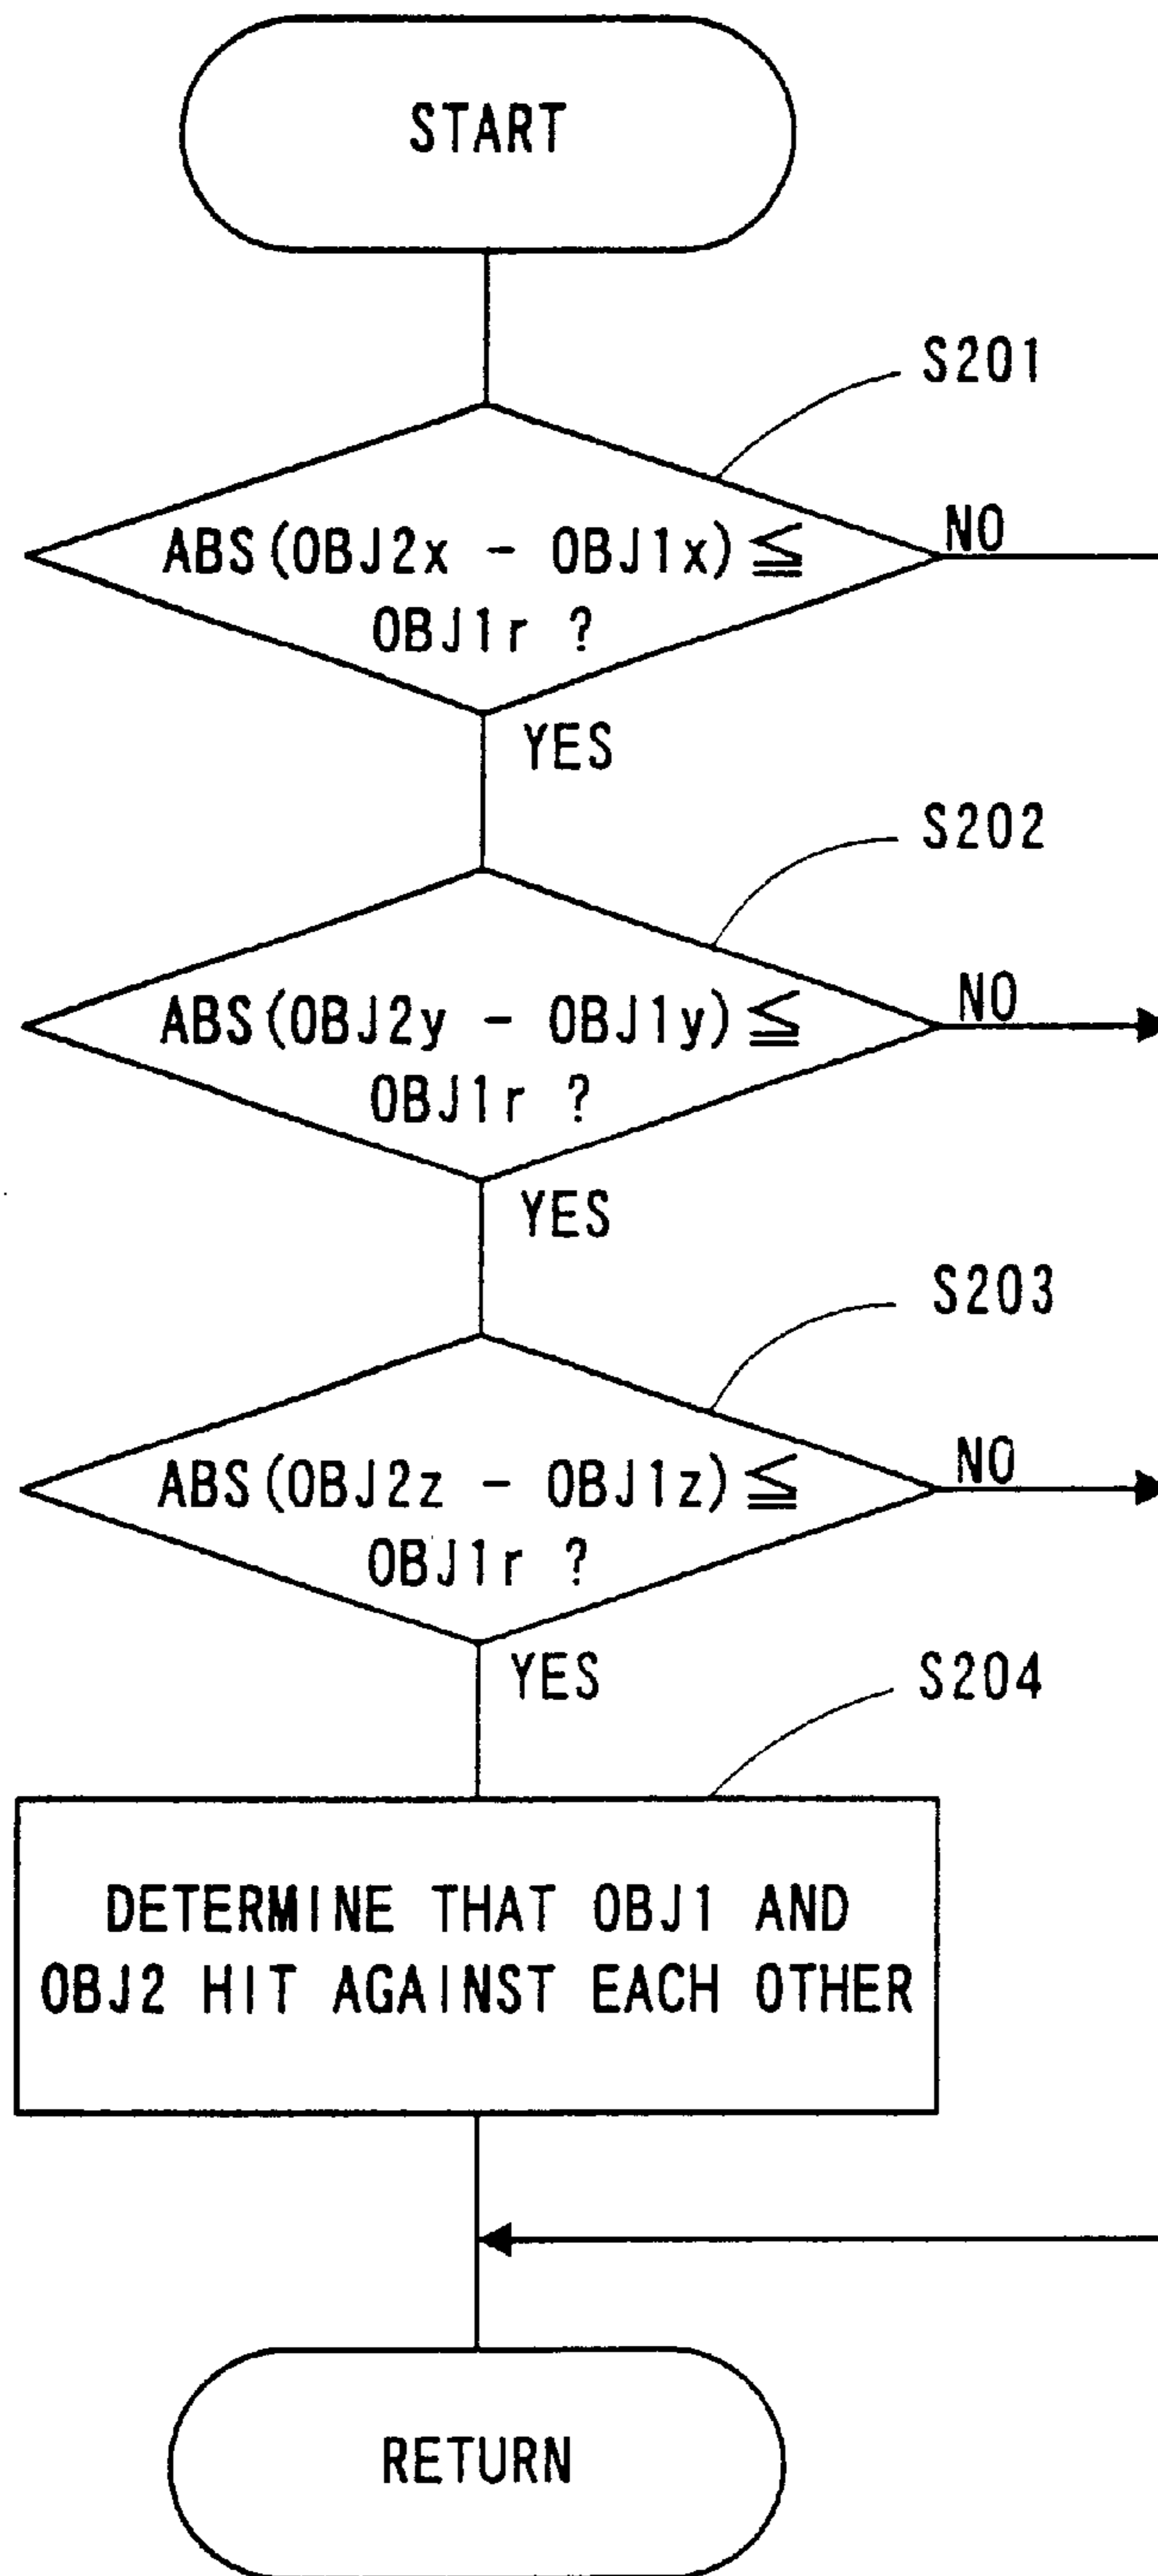 START
S201
ABS(OBJ2x - OBJ1x)≦
OBJ1r ?
NO
YES
S202
ABS(OBJ2y - OBJ1y)≦
OBJ1r ?
NO
YES
S203
ABS(OBJ2z - OBJ1z)≦
OBJ1r ?
NO
YES
S204
DETERMINE THAT OBJ1 AND
OBJ2 HIT AGAINST EACH OTHER
RETURN